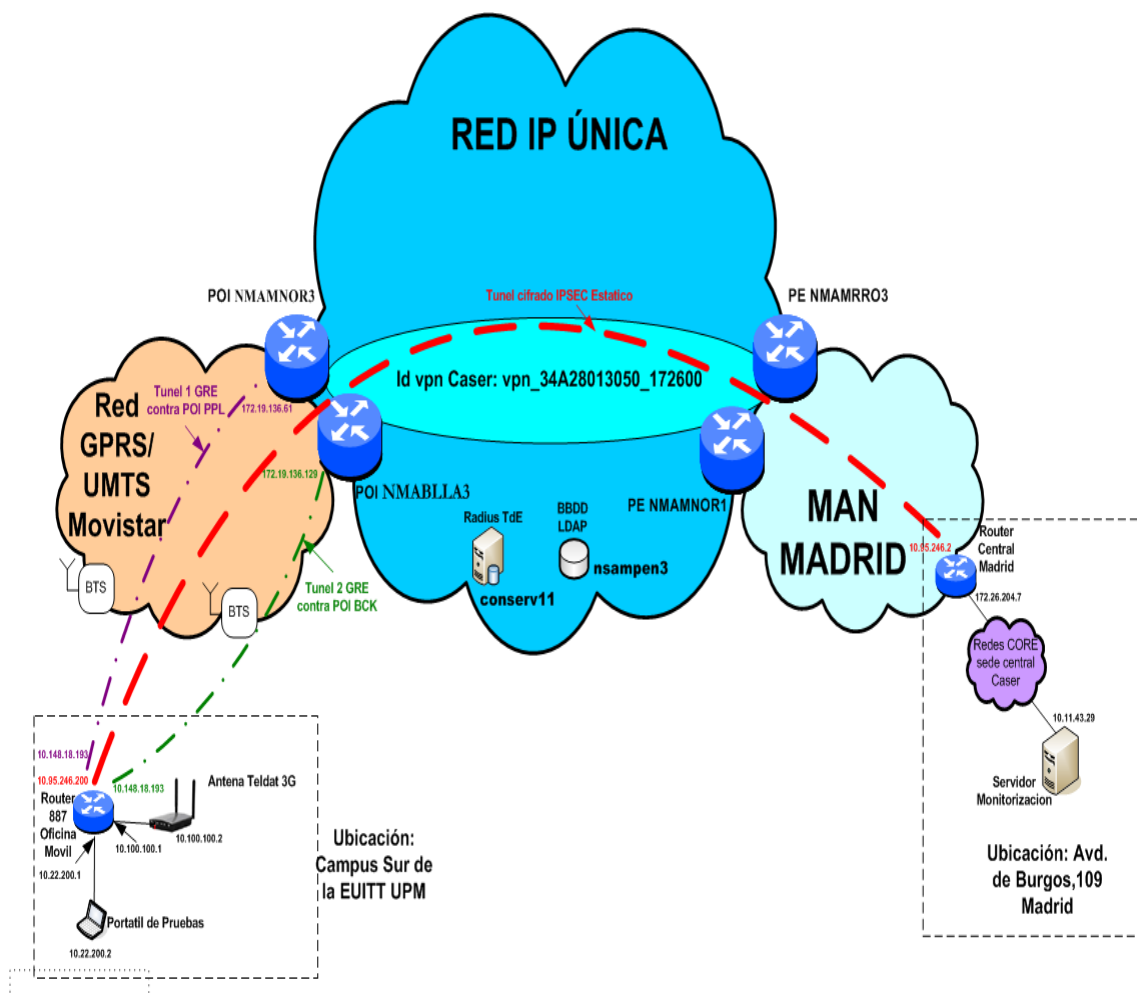 RED IP ÚNICA
POI NMAMNOR3
Tunel cifrado IPSEC Estatico
PE NMAMRRO3
Id vpn Caser: vpn_34A28013050_172600
Tunel 1 GRE
contra POI PPL
172.19.136.61
Red
GPRS/
UMTS
Movistar
172.19.136.129
POI NMABLLA3
PE NMAMNOR1
MAN
MADRID
Radius TdE
conserv11
BBDD
LDAP
nsampen3
Tunel 2 GRE
contra POI BCK
BTS
BTS
10.95.246.2
Router
Central
Madrid
172.26.204.7
Redes CORE
sede central
Caser
10.11.43.29
Servidor
Monitorizacion
Ubicación: Avd.
de Burgos,109
Madrid
10.148.18.193
10.95.246.200
10.148.18.193
Router
887
Oficina
Movil
Antena Teldat 3G
10.100.100.2
10.100.100.1
10.22.200.1
Portatil de Pruebas
10.22.200.2
Ubicación:
Campus Sur de
la EUITT UPM